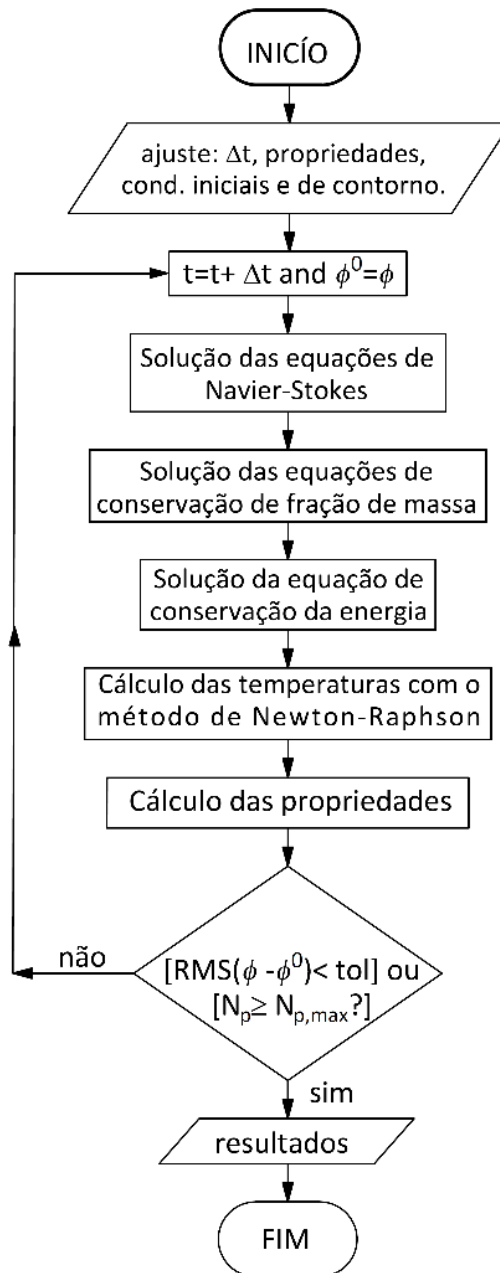 INICÍO
ajuste: Δt, propriedades,
cond. iniciais e de contorno.
t=t+ Δt and ϕ⁰=ϕ
Solução das equações de
Navier-Stokes
Solução das equações de
conservação de fração de massa
Solução da equação de
conservação da energia
Cálculo das temperaturas com o
método de Newton-Raphson
Cálculo das propriedades
não
[RMS(ϕ -ϕ⁰)< tol] ou
[Nₚ≥ Nₚ,ₘₐₓ?]
sim
resultados
FIM